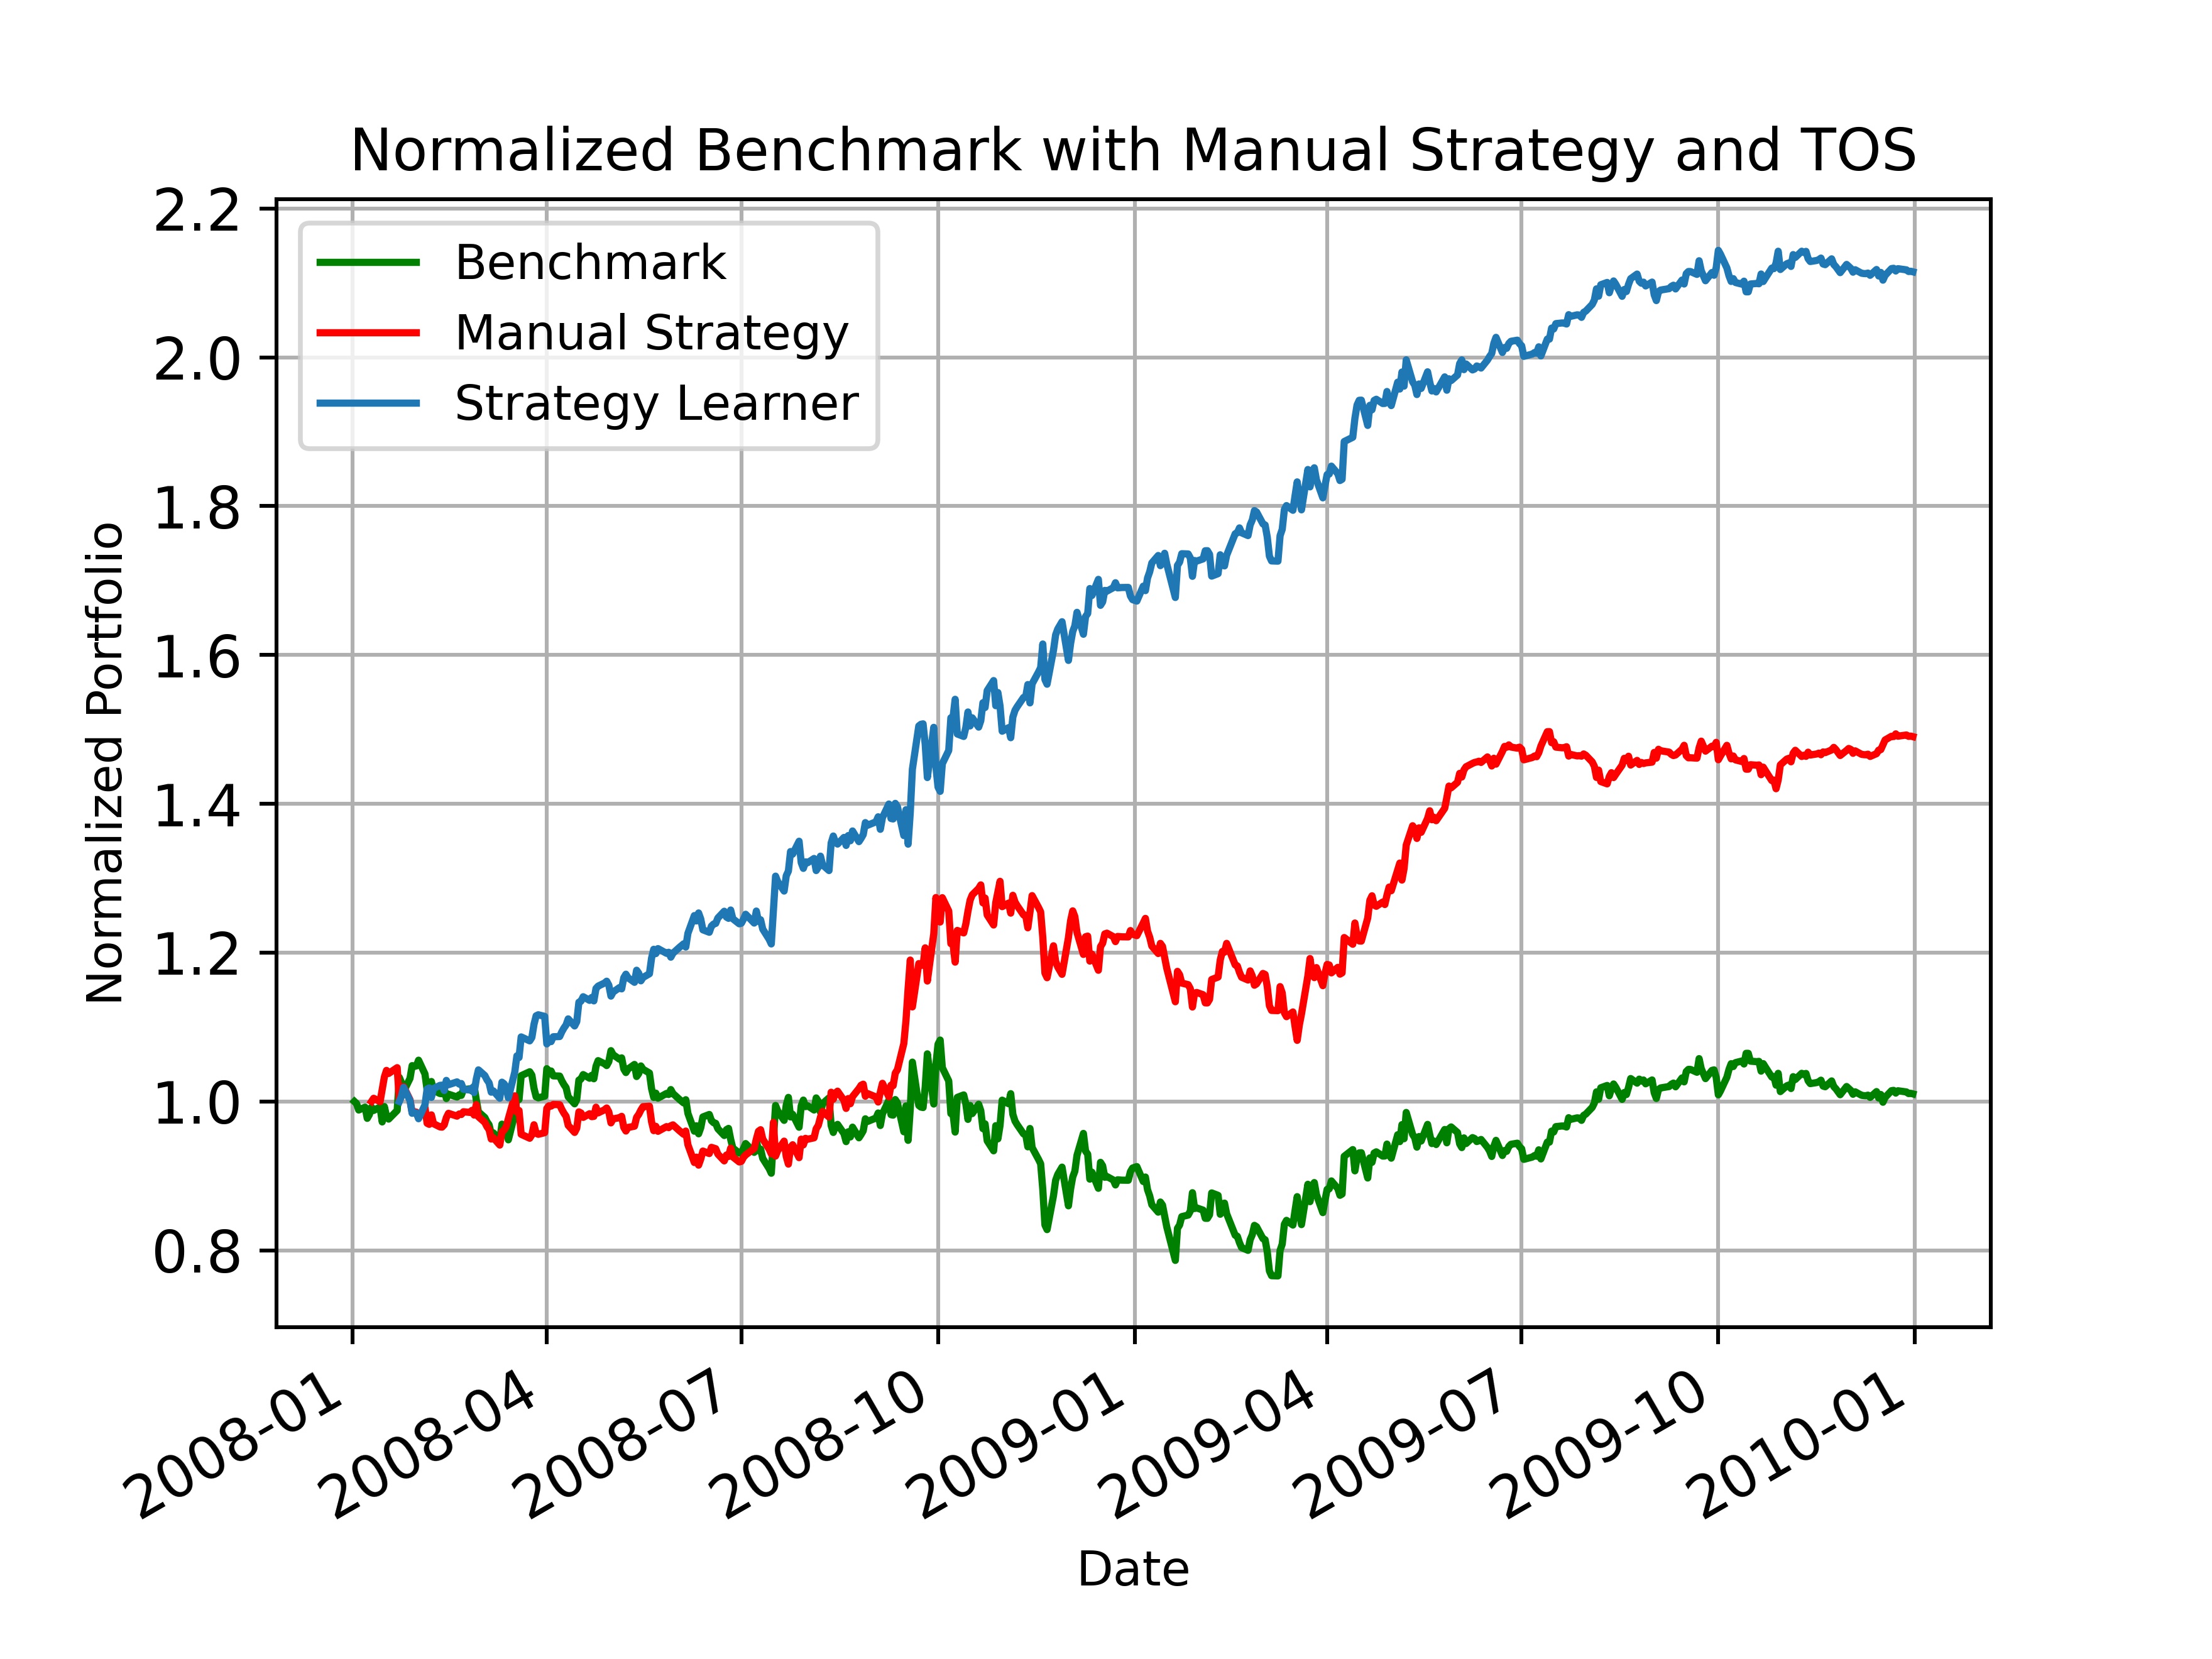 Normalized Benchmark with Manual Strategy and TOS
2.2
2.0
1.8
1.6
1.4
1.2
1.0
0.8
Normalized Portfolio
Benchmark
Manual Strategy
Strategy Learner
2008-01
2008-04
2008-07
2008-10
2009-01
2009-04
2009-07
2009-10
2010-01
Date